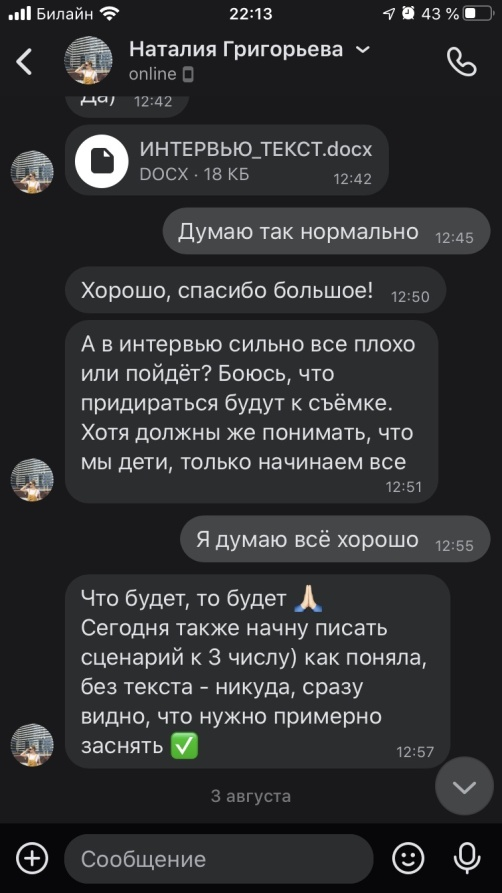 Билайн
22:13
43 %
Наталия Григорьева
online
Да)
12:42
ИНТЕРВЬЮ_ТЕКСТ.docx
DOCX · 18 КБ
12:42
Думаю так нормально
12:45
Хорошо, спасибо большое!
12:50
А в интервью сильно все плохо
или пойдёт? Боюсь, что
придираться будут к съёмке.
Хотя должны же понимать, что
мы дети, только начинаем все
12:51
Я думаю всё хорошо
12:55
Что будет, то будет 🙏🏻
Сегодня также начну писать
сценарий к 3 числу) как поняла,
без текста - никуда, сразу
видно, что нужно примерно
заснять ✅
12:57
3 августа
Сообщение